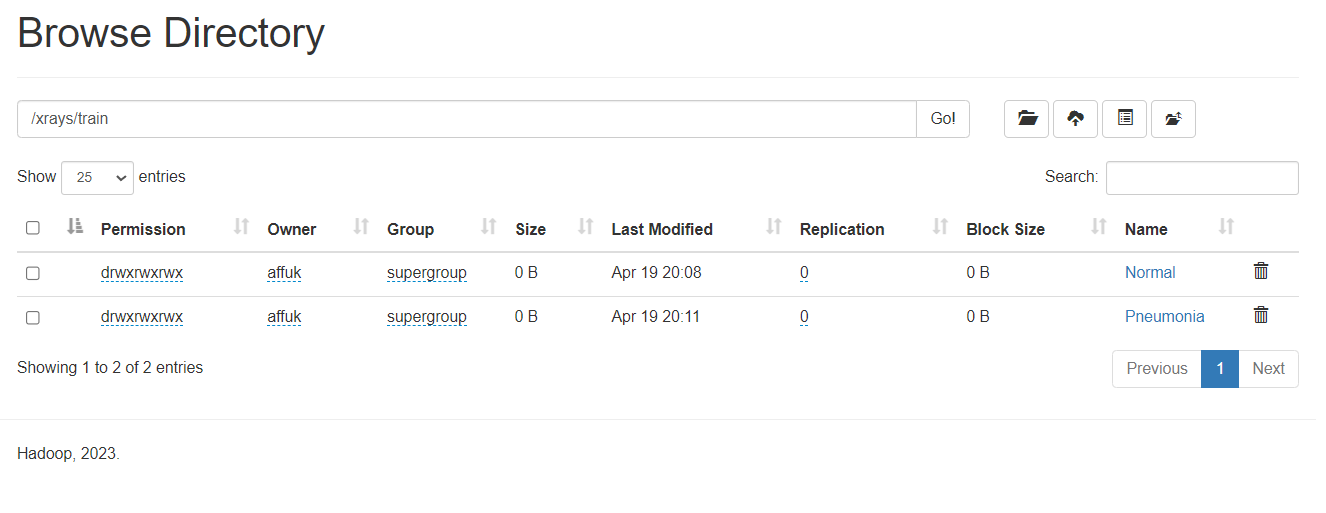 Browse Directory
/xrays/train Go!
Show 25 entries Search:
Permission Owner Group Size Last Modified Replication Block Size Name
drwxrwxrwx affuk supergroup 0 B Apr 19 20:08 0 0 B Normal
drwxrwxrwx affuk supergroup 0 B Apr 19 20:11 0 0 B Pneumonia
Showing 1 to 2 of 2 entries Previous 1 Next
Hadoop, 2023.